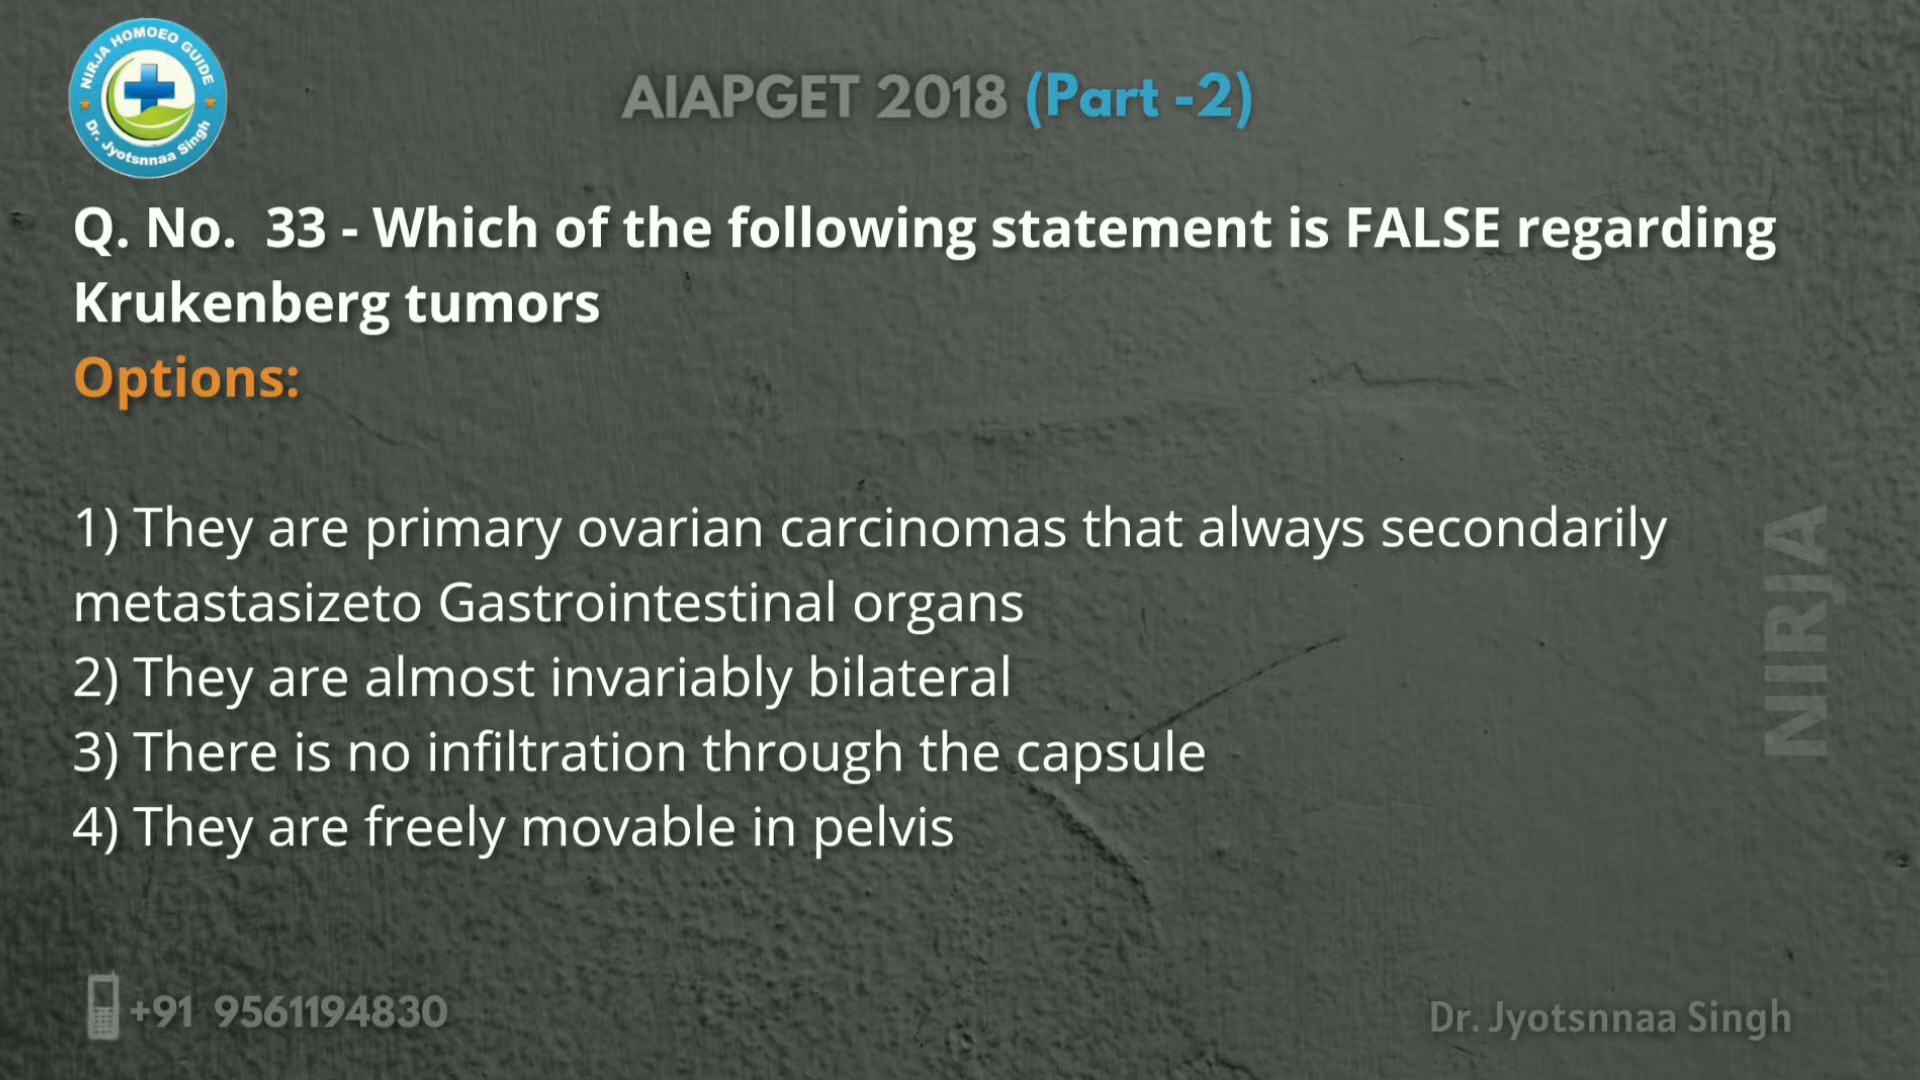 NIRJA HOMOEO GUIDE
Dr. Jyotsnnaa Singh
AIAPGET 2018 (Part -2)
Q. No.  33 - Which of the following statement is FALSE regarding
Krukenberg tumors
Options:
1) They are primary ovarian carcinomas that always secondarily
metastasizeto Gastrointestinal organs
2) They are almost invariably bilateral
3) There is no infiltration through the capsule
4) They are freely movable in pelvis
NIRJA
+91 9561194830
Dr. Jyotsnnaa Singh